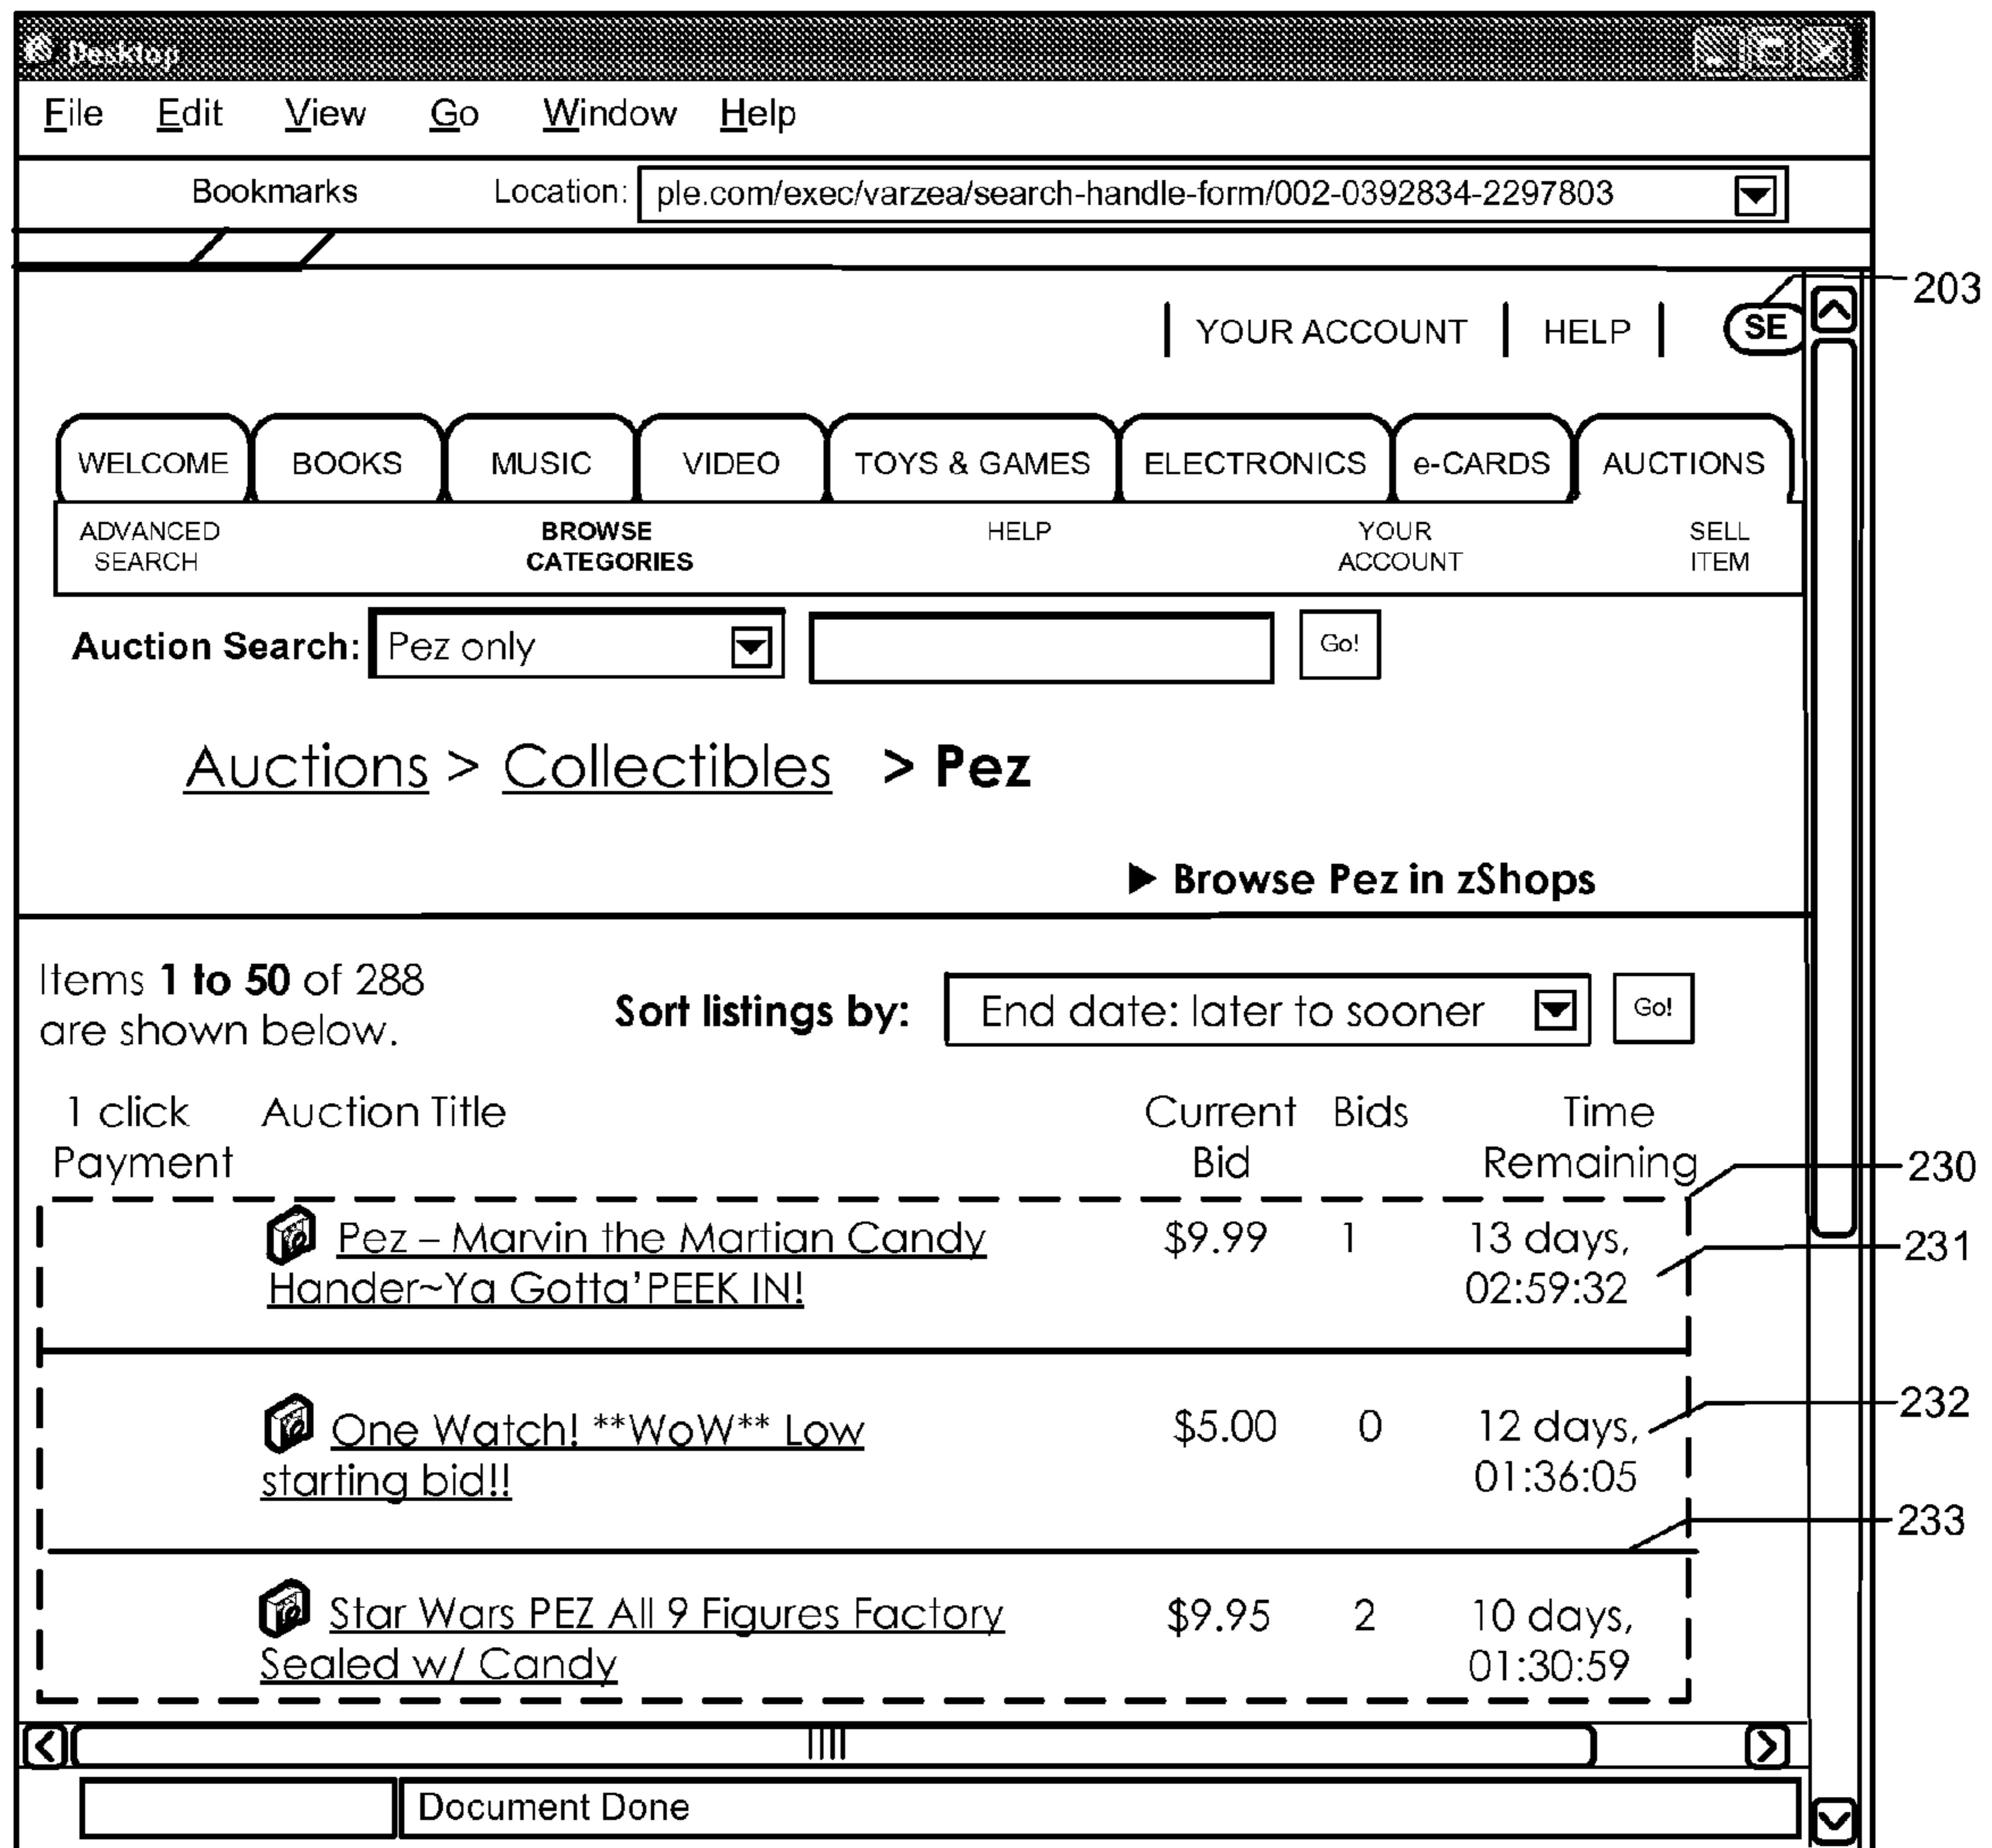 Desktop
File Edit View Go Window Help
Bookmarks Location: ple.com/exec/varzea/search-handle-form/002-0392834-2297803
203
YOUR ACCOUNT HELP SE
WELCOME BOOKS MUSIC VIDEO TOYS & GAMES ELECTRONICS e-CARDS AUCTIONS
ADVANCED BROWSE HELP YOUR SELL
SEARCH CATEGORIES ACCOUNT ITEM
Auction Search: Pez only Go!
Auctions > Collectibles > Pez
Browse Pez in zShops
Items 1 to 50 of 288
are shown below.
Sort listings by: End date: later to sooner Go!
1 click Auction Title Current Bids Time
Payment Bid Remaining
230
Pez – Marvin the Martian Candy $9.99 1 13 days,
231
Hander~Ya Gotta'PEEK IN! 02:59:32
232
One Watch! **WoW** Low $5.00 0 12 days,
starting bid!! 01:36:05
233
Star Wars PEZ All 9 Figures Factory $9.95 2 10 days,
Sealed w/ Candy 01:30:59
Document Done